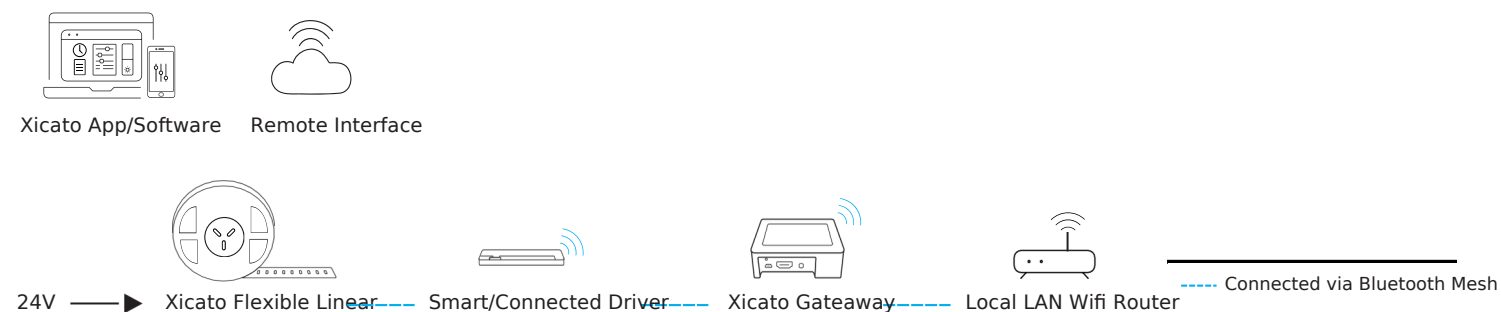 Xicato App/Software Remote Interface
Connected via Bluetooth Mesh
24V Xicato Flexible Linear Smart/Connected Driver Xicato Gateaway Local LAN Wifi Router